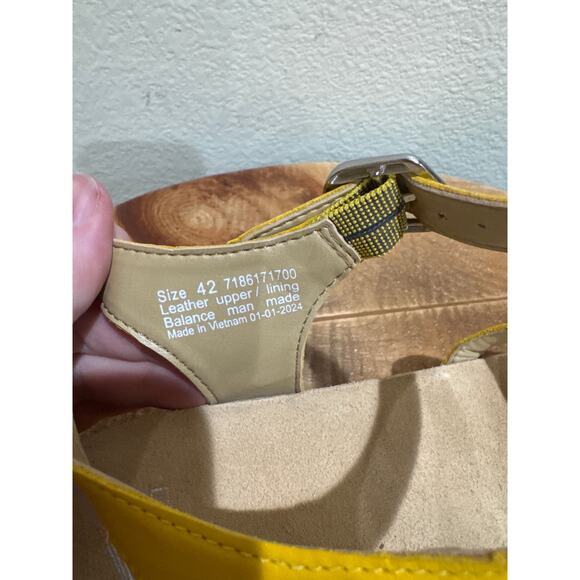 Size 42 7186171700
Leather upper/ lining
Balance man made
Made in Vietnam 01-01-2024